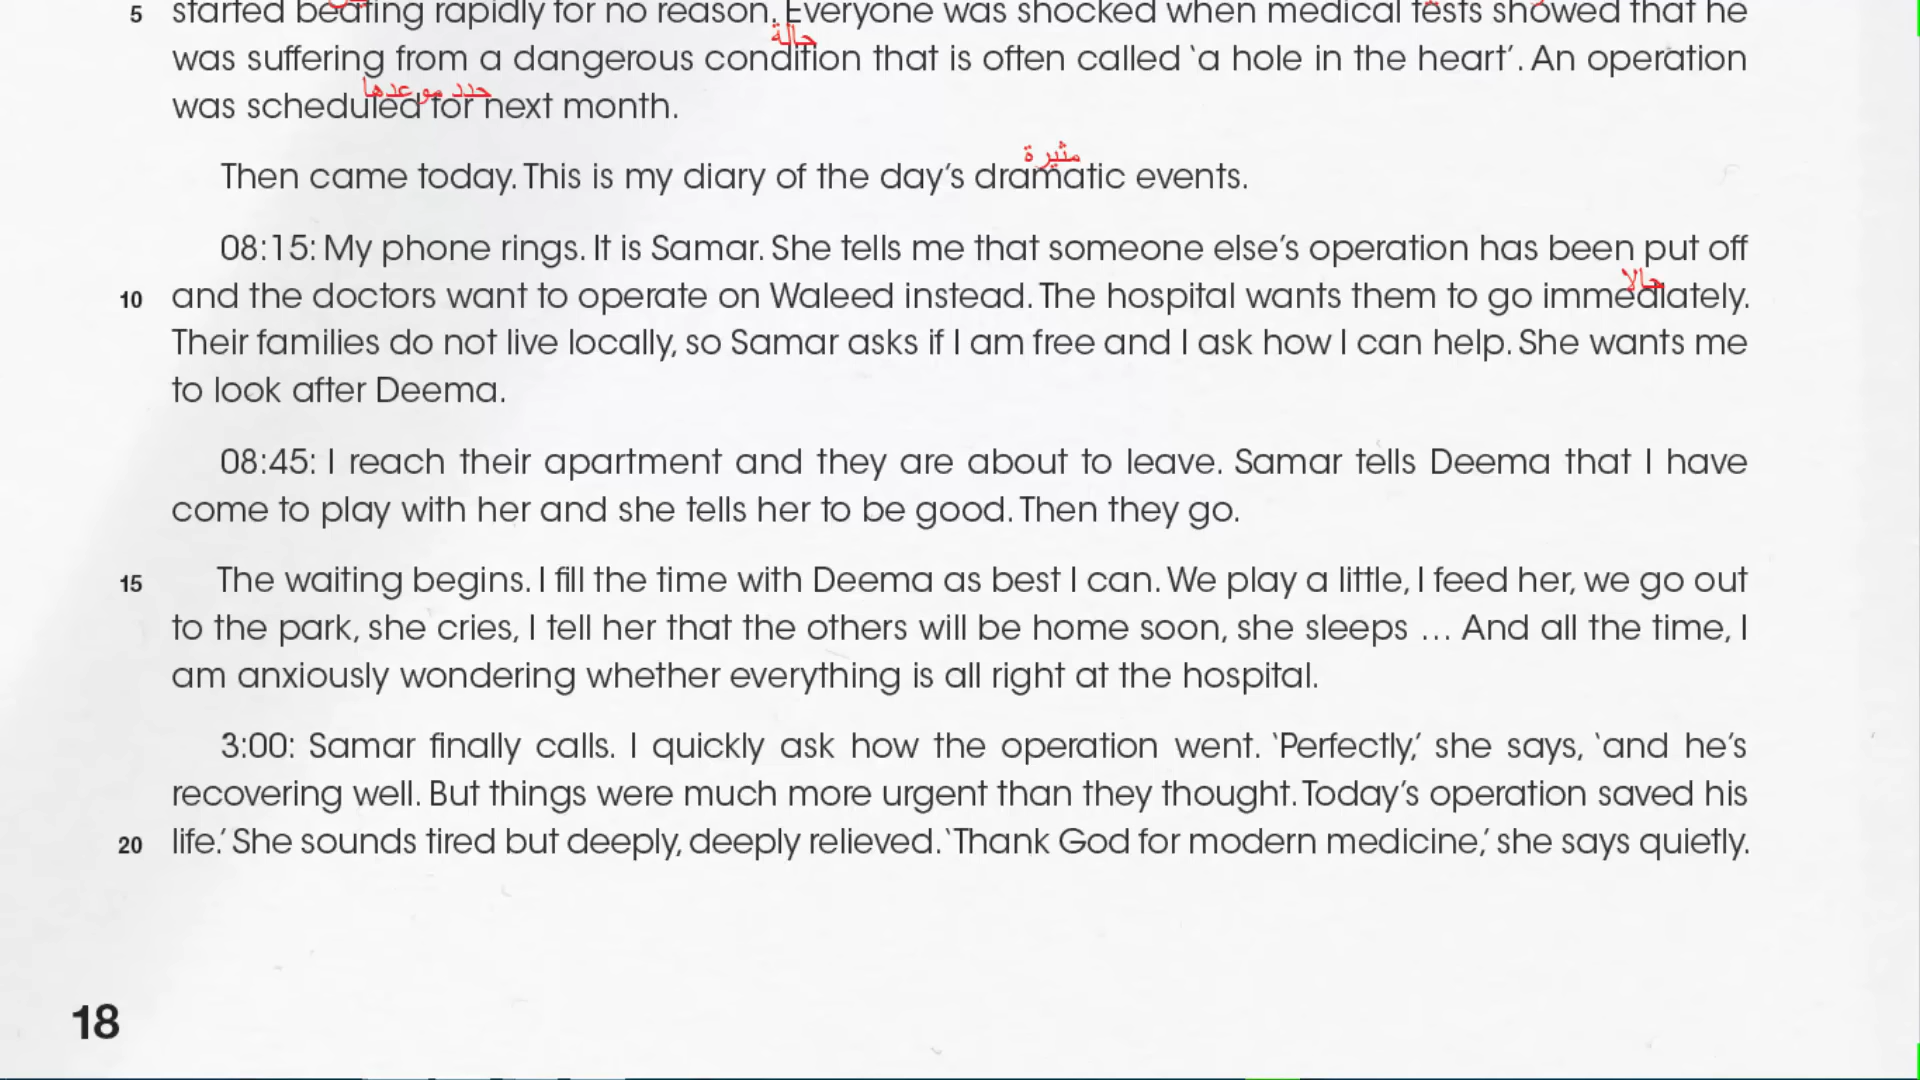 5 started beating rapidly for no reason. Everyone was shocked when medical tests showed that he
حالة
was suffering from a dangerous condition that is often called ‘a hole in the heart’. An operation
حدد موعدها
was scheduled for next month.
مثيرة
Then came today. This is my diary of the day’s dramatic events.
08:15: My phone rings. It is Samar. She tells me that someone else’s operation has been put off
حالا
10 and the doctors want to operate on Waleed instead. The hospital wants them to go immediately.
Their families do not live locally, so Samar asks if I am free and I ask how I can help. She wants me
to look after Deema.
08:45: I reach their apartment and they are about to leave. Samar tells Deema that I have
come to play with her and she tells her to be good. Then they go.
15 The waiting begins. I fill the time with Deema as best I can. We play a little, I feed her, we go out
to the park, she cries, I tell her that the others will be home soon, she sleeps … And all the time, I
am anxiously wondering whether everything is all right at the hospital.
3:00: Samar finally calls. I quickly ask how the operation went. ‘Perfectly,’ she says, ‘and he’s
recovering well. But things were much more urgent than they thought. Today’s operation saved his
20 life.’ She sounds tired but deeply, deeply relieved. ‘Thank God for modern medicine,’ she says quietly.
18